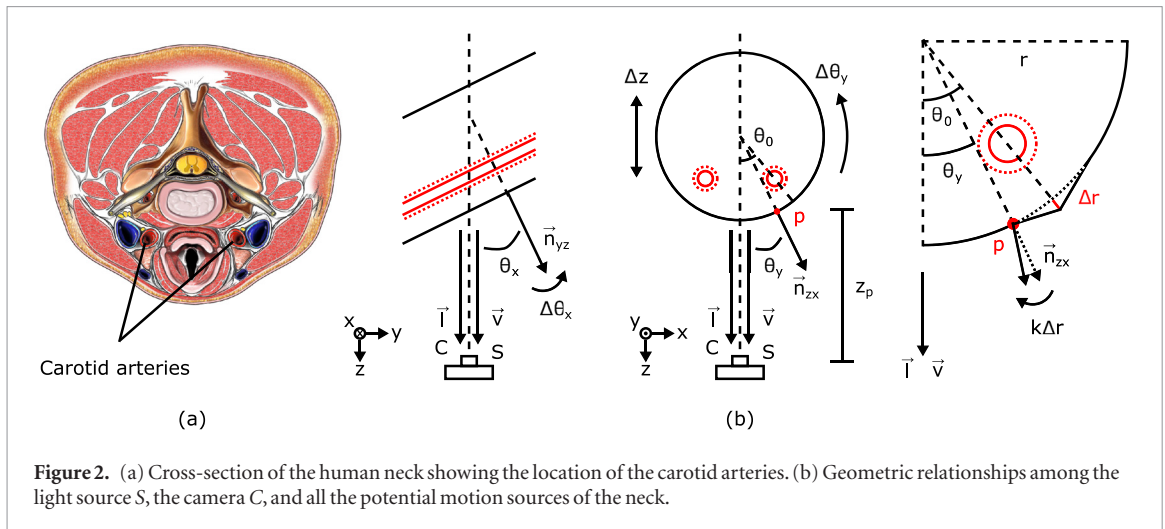 Carotid arteries
(a)
x y
z
θx
n⃗yz
Δθx
l⃗ v⃗
C S
Δz
Δθy
θ0
p
θy
n⃗zx
zp
y x
z
l⃗ v⃗
C S
(b)
r
θ0
θy
Δr
p
n⃗zx
kΔr
l⃗ v⃗
Figure 2. (a) Cross-section of the human neck showing the location of the carotid arteries. (b) Geometric relationships among the
light source S, the camera C, and all the potential motion sources of the neck.